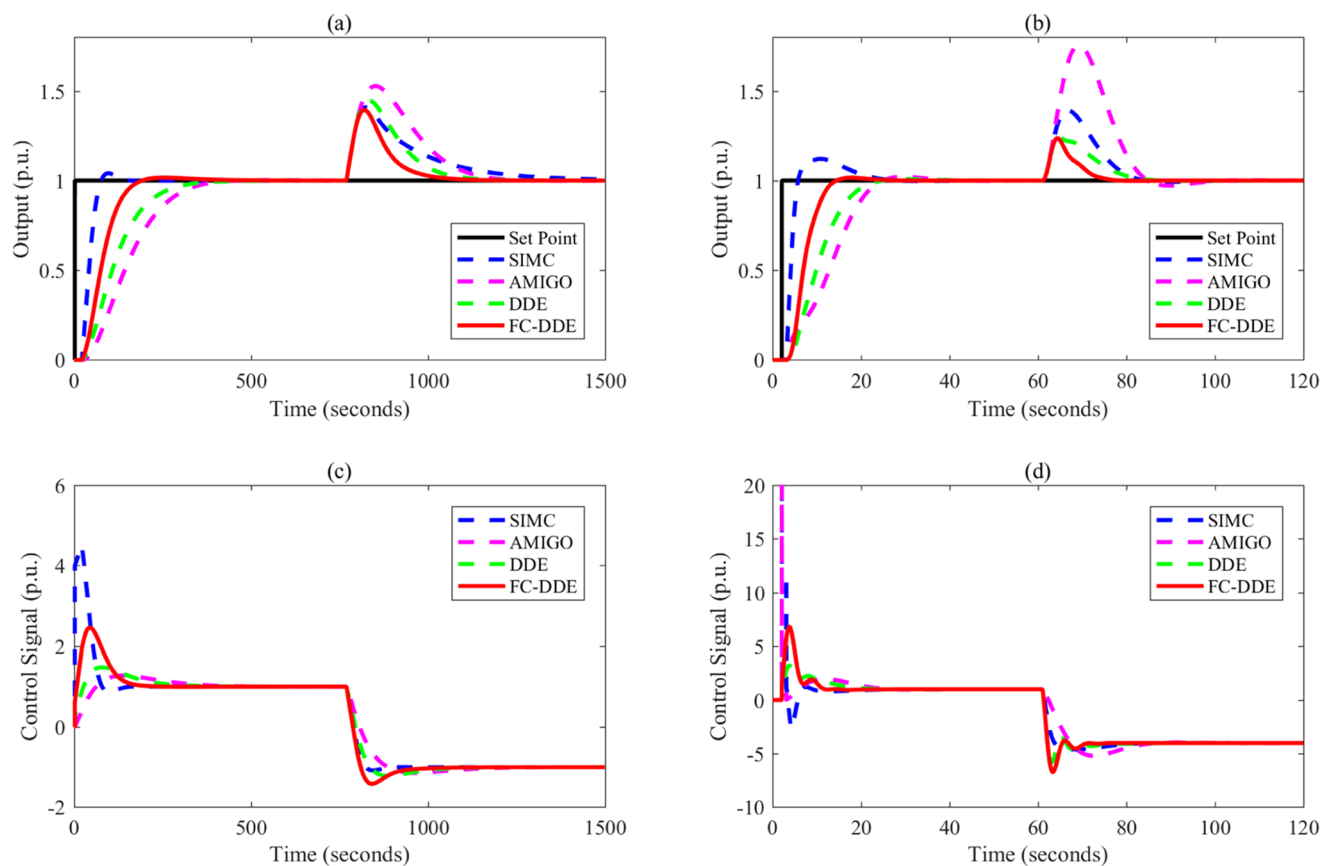 (a)
1.5
1
0.5
0
Output (p.u.)
Set Point
SIMC
AMIGO
DDE
FC-DDE
0
500
1000
1500
Time (seconds)
(b)
1.5
1
0.5
0
Output (p.u.)
Set Point
SIMC
AMIGO
DDE
FC-DDE
0
20
40
60
80
100
120
Time (seconds)
(c)
6
4
2
0
-2
Control Signal (p.u.)
SIMC
AMIGO
DDE
FC-DDE
0
500
1000
1500
Time (seconds)
(d)
20
15
10
5
0
-5
-10
Control Signal (p.u.)
SIMC
AMIGO
DDE
FC-DDE
0
20
40
60
80
100
120
Time (seconds)